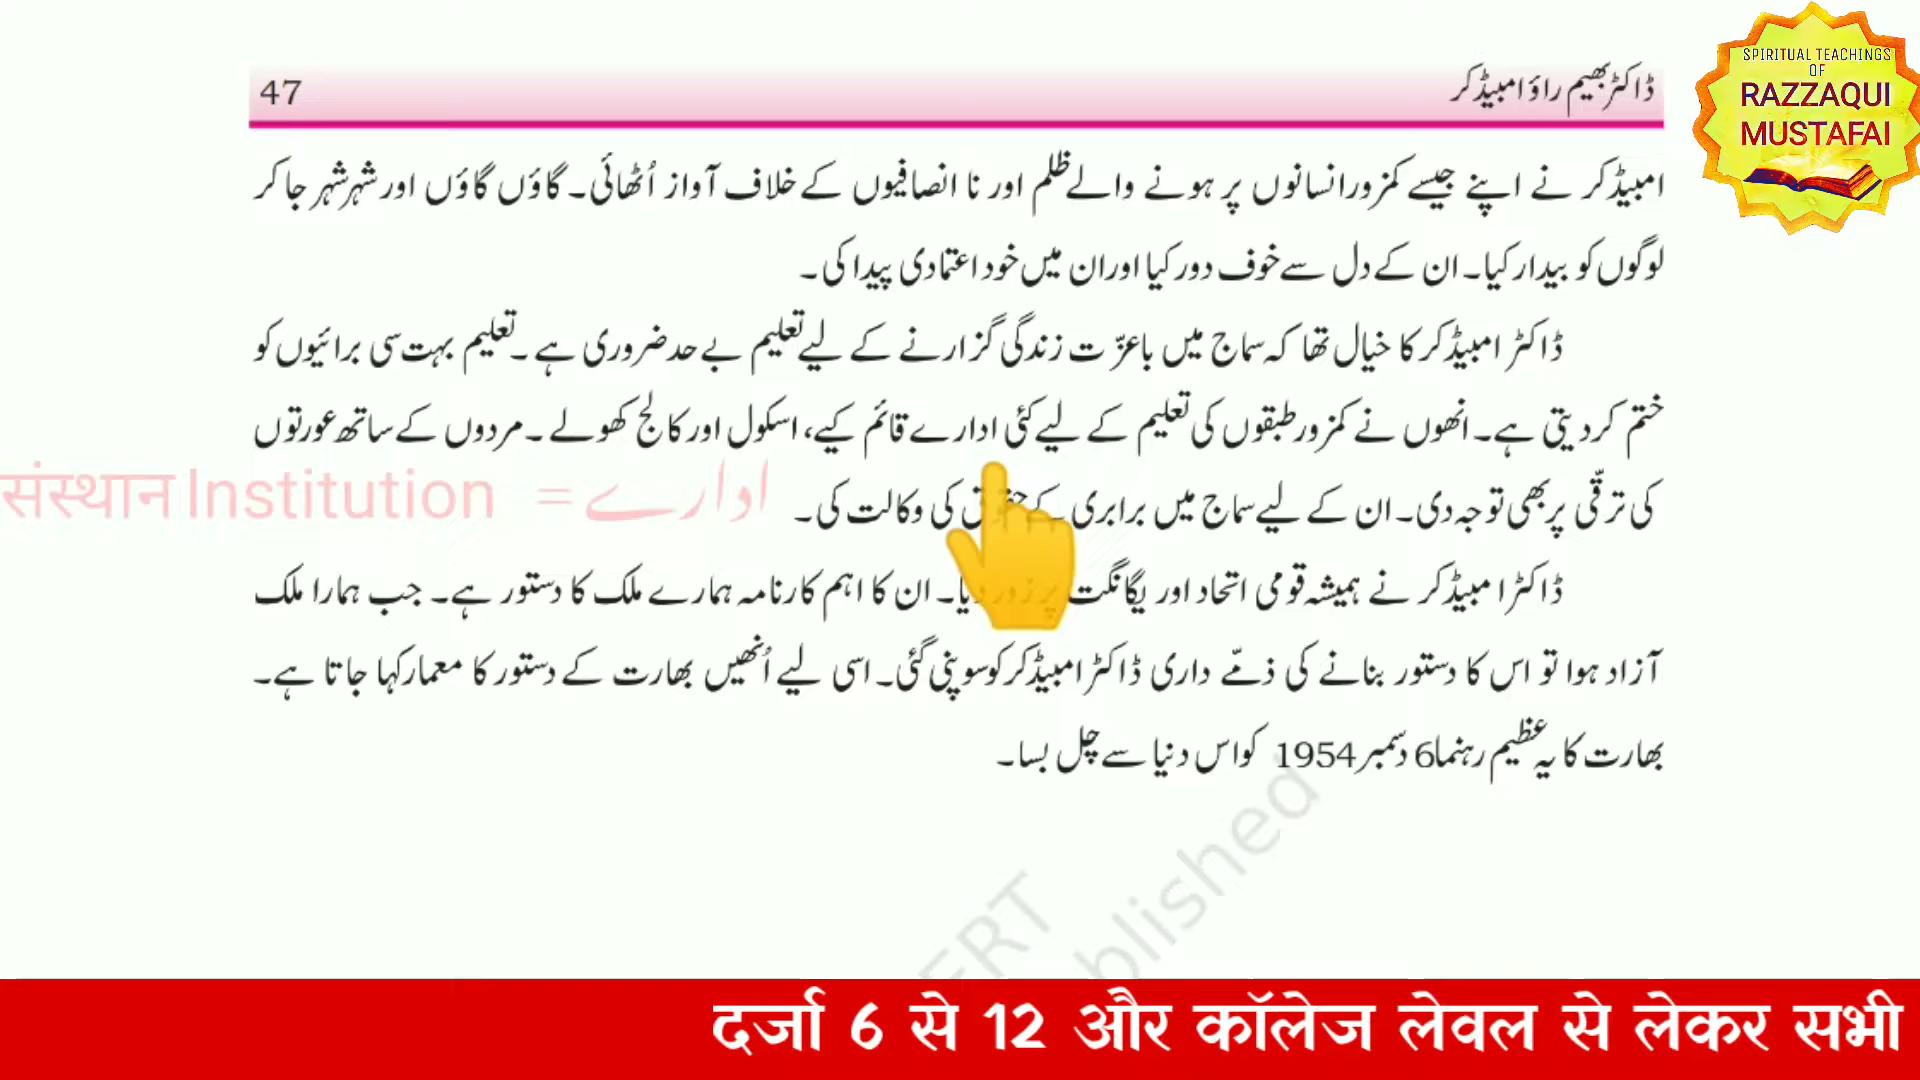 47
ڈاکٹر بھیم راؤ امبیڈکر
SPIRITUAL TEACHINGS
OF
RAZZAQUI
MUSTAFAI
امبیڈکر نے اپنے جیسے کمزور انسانوں پر ہونے والے ظلم اور نا انصافیوں کے خلاف آواز اُٹھائی۔ گاؤں گاؤں اور شہر شہر جا کر
لوگوں کو بیدار کیا۔ ان کے دل سے خوف دور کیا اور ان میں خود اعتمادی پیدا کی۔
ڈاکٹر امبیڈکر کا خیال تھا کہ سماج میں باعزّت زندگی گزارنے کے لیے تعلیم بے حد ضروری ہے۔ تعلیم بہت سی برائیوں کو
ختم کر دیتی ہے۔ انھوں نے کمزور طبقوں کی تعلیم کے لیے کئی ادارے قائم کیے، اسکول اور کالج کھولے۔ مردوں کے ساتھ عورتوں
کی ترقّی پر بھی توجہ دی۔ ان کے لیے سماج میں برابری کے حقوق کی وکالت کی۔
संस्थान Institution = ادارے
ڈاکٹر امبیڈکر نے ہمیشہ قومی اتحاد اور یگانگت پر زور دیا۔ ان کا اہم کارنامہ ہمارے ملک کا دستور ہے۔ جب ہمارا ملک
آزاد ہوا تو اس کا دستور بنانے کی ذمّے داری ڈاکٹر امبیڈکر کو سونپی گئی۔ اسی لیے اُنھیں بھارت کے دستور کا معمار کہا جاتا ہے۔
بھارت کا یہ عظیم رہنما 6 دسمبر 1954 کو اس دنیا سے چل بسا۔
ERT
blished
दर्जा 6 से 12 और कॉलेज लेवल से लेकर सभी